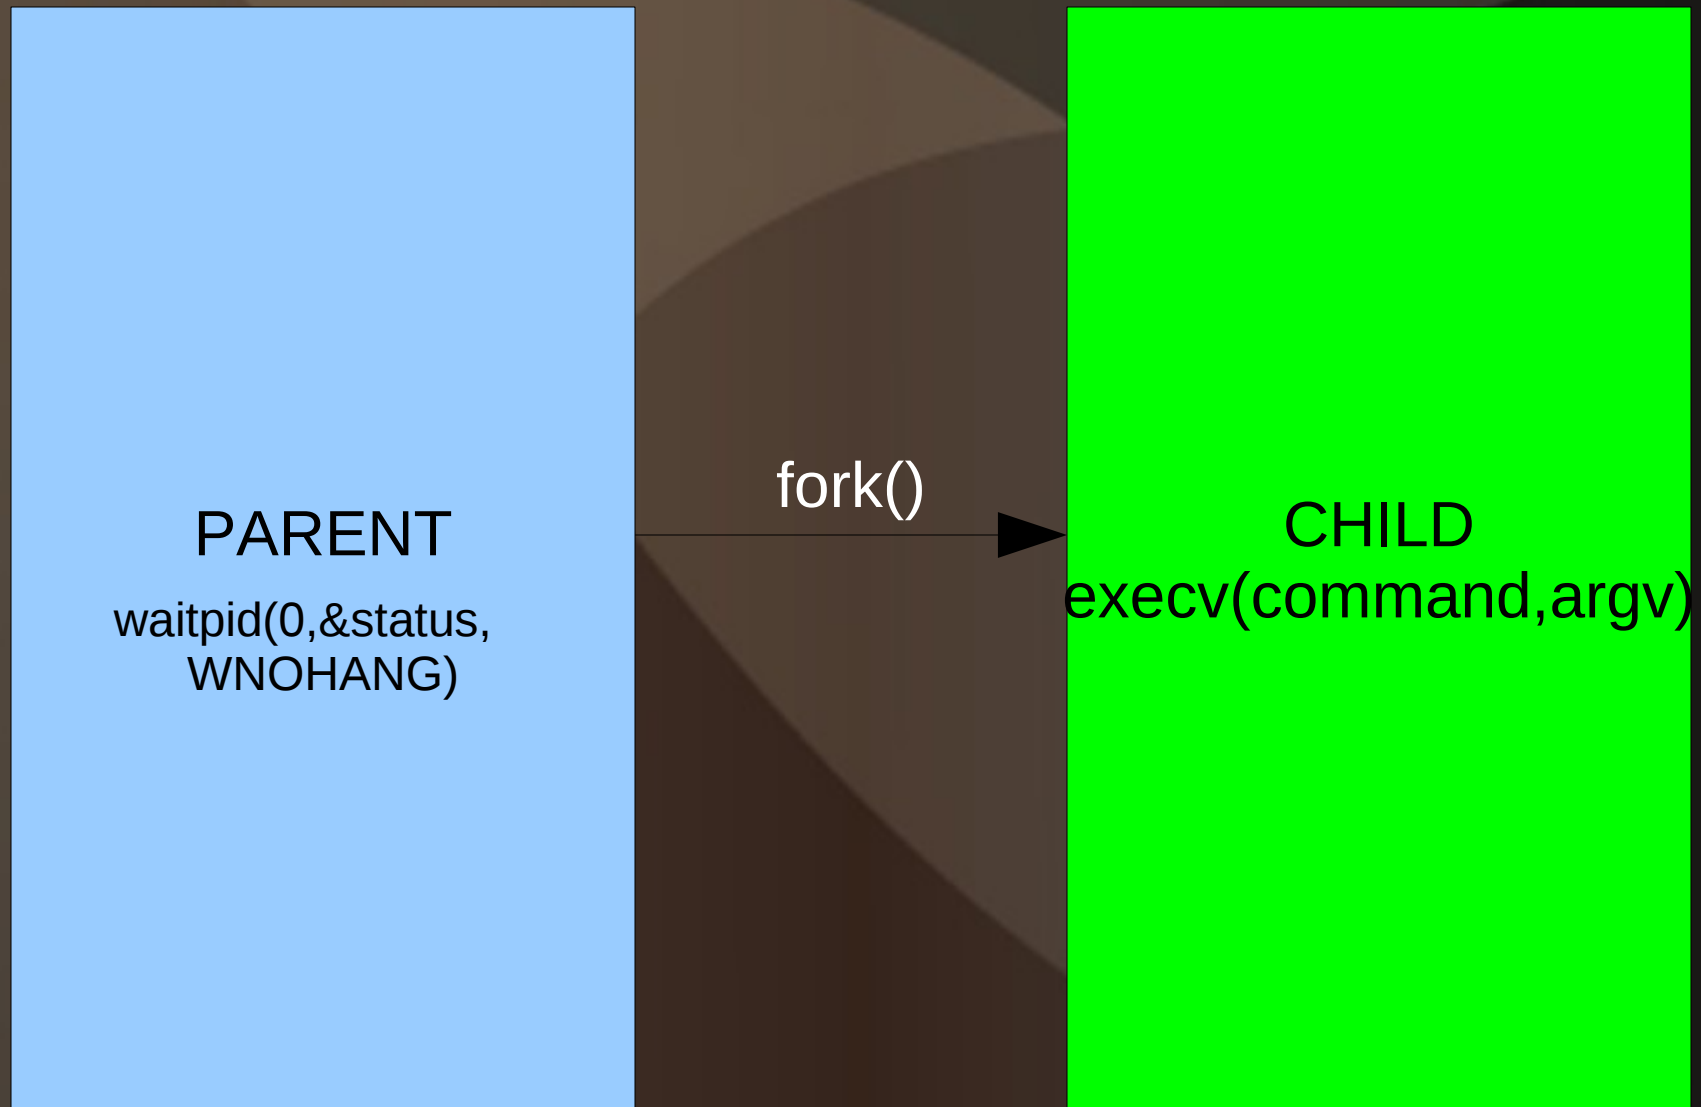 PARENT
waitpid(0,&status,
WNOHANG)
fork()
CHILD
execv(command,argv)